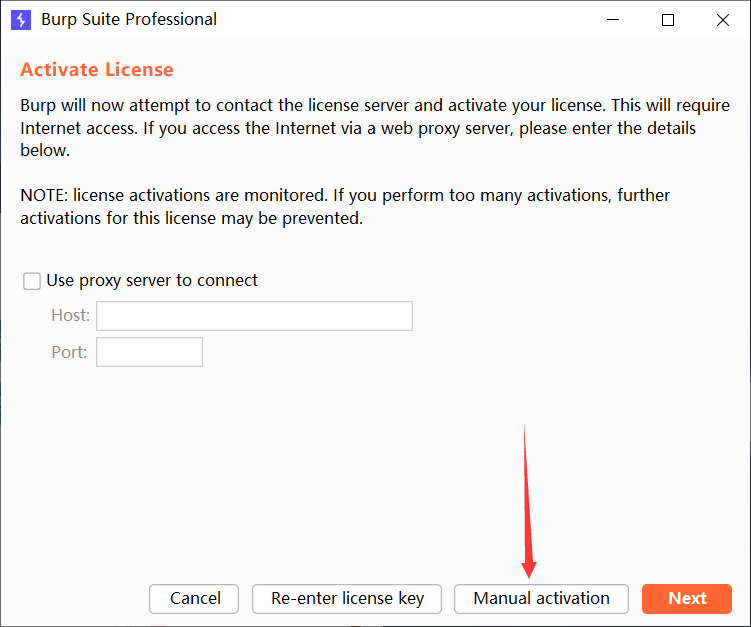 Burp Suite Professional
Activate License
Burp will now attempt to contact the license server and activate your license. This will require
Internet access. If you access the Internet via a web proxy server, please enter the details
below.
NOTE: license activations are monitored. If you perform too many activations, further
activations for this license may be prevented.
Use proxy server to connect
Host:
Port:
Cancel
Re-enter license key
Manual activation
Next